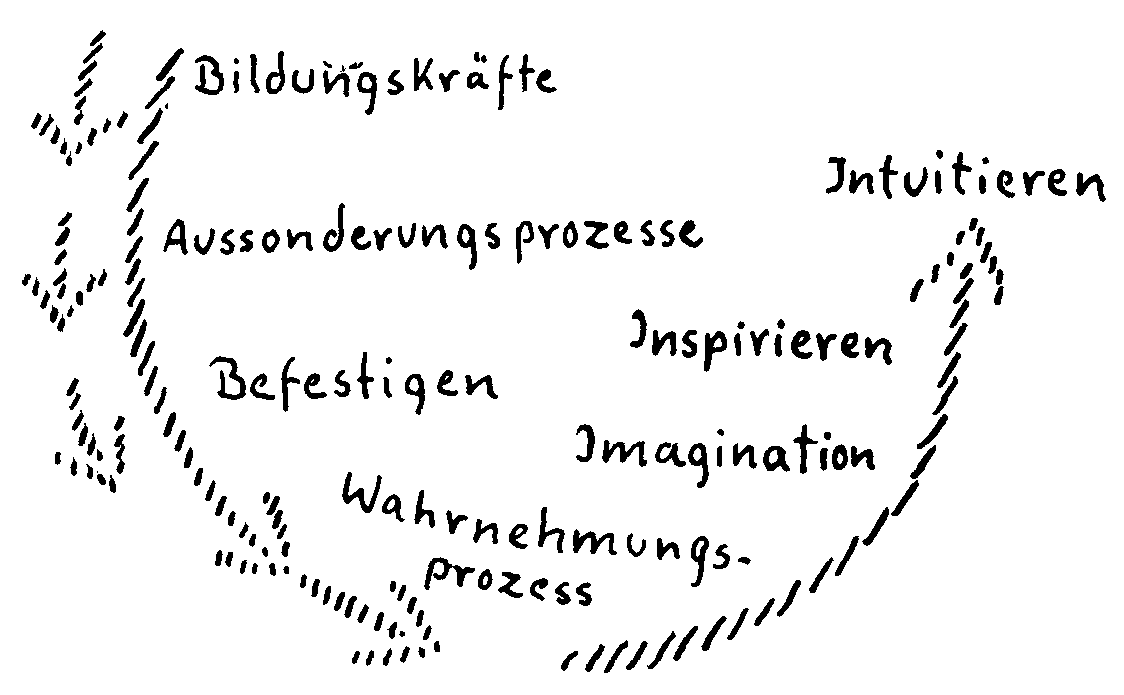 Bildungskräfte
Intuitieren
Aussonderungsprozesse
Inspirieren
Befestigen
Imagination
Wahrnehmungs-
prozess